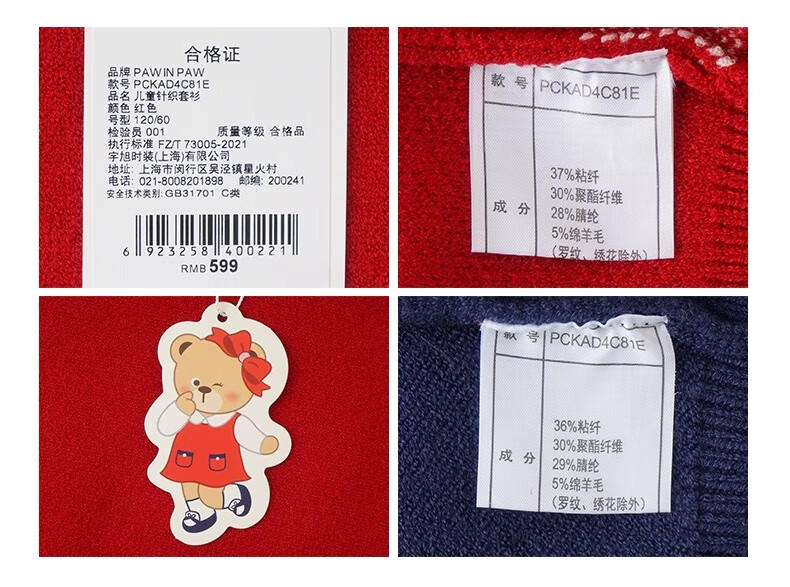 合格证
品牌 PAW IN PAW
款号 PCKAD4C81E
品名 儿童针织套衫
颜色 红色
号型 120/60
检验员 001 质量等级 合格品
执行标准 FZ/T 73005-2021
宇旭时装(上海)有限公司
地址: 上海市闵行区吴泾镇星火村
电话: 021-8008201898 邮编: 200241
安全技术类别:GB31701 C类
6 923258 400221
RMB 599
款号 PCKAD4C81E
成分
37%粘纤
30%聚酯纤维
28%腈纶
5%绵羊毛
(罗纹、绣花除外)
款号 PCKAD4C81E
成分
36%粘纤
30%聚酯纤维
29%腈纶
5%绵羊毛
(罗纹、绣花除外)